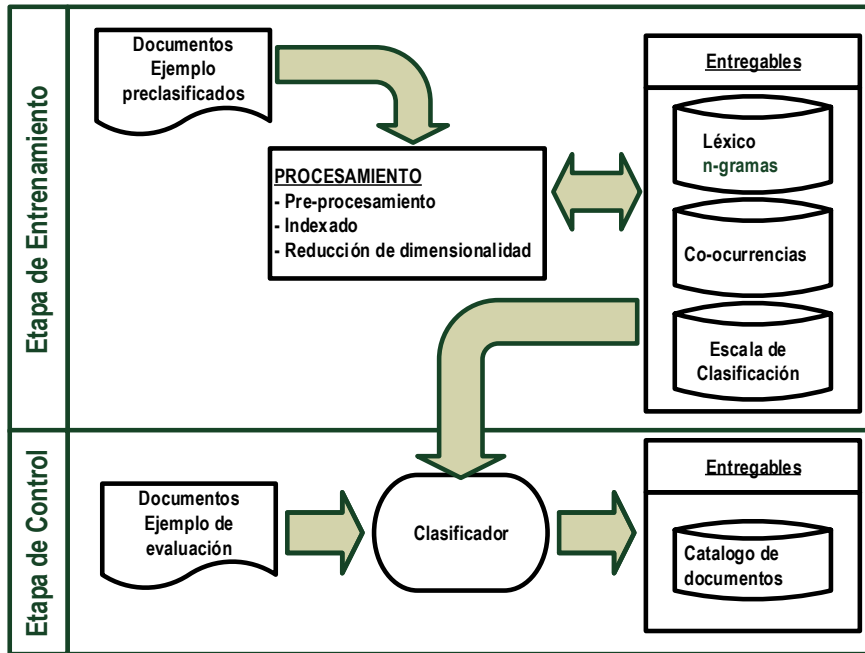 Etapa de Entrenamiento
Documentos
Ejemplo
preclasificados
PROCESAMIENTO
- Pre-procesamiento
- Indexado
- Reducción de dimensionalidad
Entregables
Léxico
n-gramas
Co-ocurrencias
Escala de
Clasificación
Etapa de Control
Documentos
Ejemplo de
evaluación
Clasificador
Entregables
Catalogo de
documentos